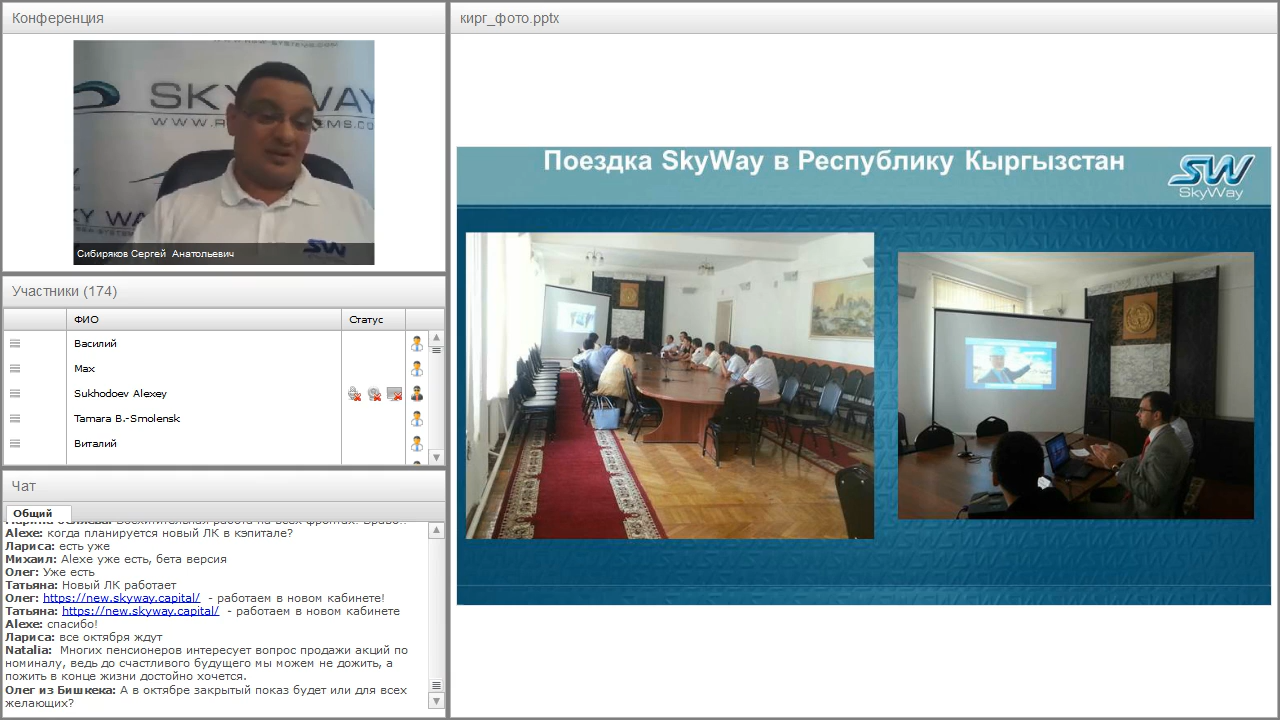 Конференция
SKY WAY
Сибиряков Сергей Анатольевич
Участники (174)
ФИО Статус
Василий
Max
Sukhodoev Alexey
Tamara B.-Smolensk
Виталий
Чат
Общий
Alexe: когда планируется новый ЛК в кэпитале?
Лариса: есть уже
Михаил: Alexe уже есть, бета версия
Олег: Уже есть
Татьяна: Новый ЛК работает
Олег: https://new.skyway.capital/ - работаем в новом кабинете!
Татьяна: https://new.skyway.capital/ - работаем в новом кабинете
Alexe: спасибо!
Лариса: все октября ждут
Natalia: Многих пенсионеров интересует вопрос продажи акций по
номиналу, ведь до счастливого будущего мы можем не дожить, а
пожить в конце жизни достойно хочется.
Олег из Бишкека: А в октябре закрытый показ будет или для всех
желающих?
кирг_фото.pptx
Поездка SkyWay в Республику Кыргызстан
SW
SkyWay